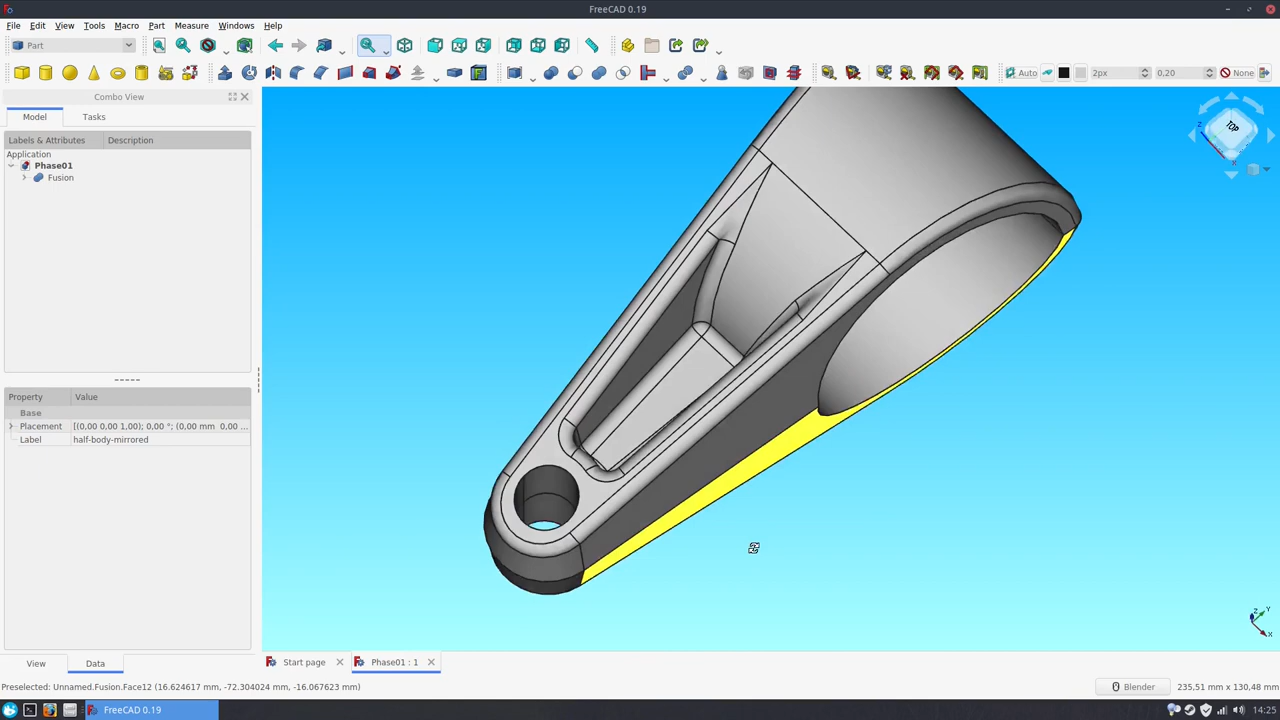 FreeCAD 0.19
File Edit View Tools Macro Part Measure Windows Help
Part
Auto 2px 0,20 None
Combo View
Model Tasks
Labels & Attributes Description
Application
Phase01
Fusion
TOP
Z
X
Property Value
Base
Placement [(0,00 0,00 1,00); 0,00 °; (0,00 mm 0,00 ...
Label half-body-mirrored
Z Y
X
View Data
Start page Phase01 : 1
Preselected: Unnamed.Fusion.Face12 (16.624617 mm, -72.304024 mm, -16.067623 mm)
Blender 235,51 mm x 130,48 mm
FreeCAD 0.19 14:25